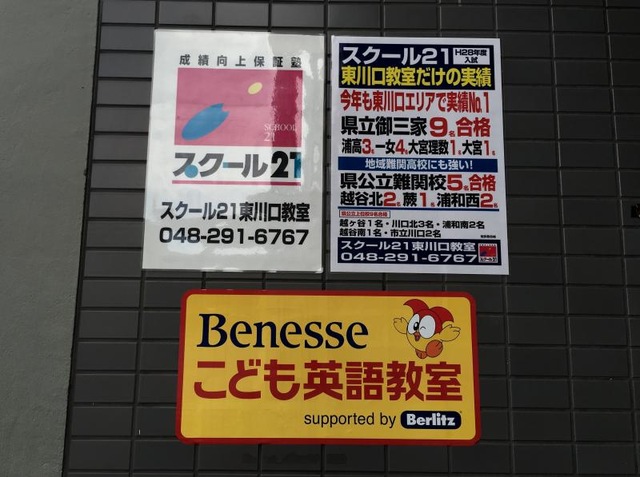 成績向上保証塾
SCHOOL
21
スクール21
スクール21東川口教室
048-291-6767
スクール21 H28年度入試
東川口教室だけの実績
今年も東川口エリアで実績No.1
県立御三家9名合格
浦高3名一女4名大宮理数1名大宮1名
地域難関高校にも強い!
県公立難関校5名合格
越谷北2名蕨1名浦和西2名
越ヶ谷1名・川口北3名・浦和南2名
越谷南1名・市立川口2名
スクール21東川口教室
048-291-6767
Benesse
こども英語教室
supported by Berlitz